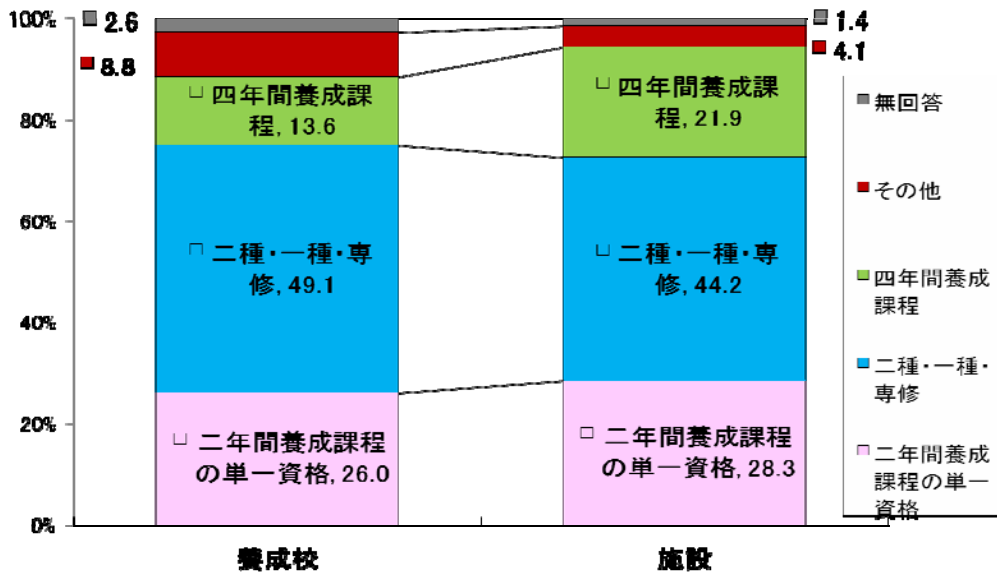 100%
80%
60%
40%
20%
0%
2.6
8.8
四年間養成課
程, 13.6
二種・一種・専
修, 49.1
二年間養成課程
の単一資格, 26.0
養成校
1.4
4.1
四年間養成課
程, 21.9
二種・一種・専
修, 44.2
二年間養成課程
の単一資格, 28.3
施設
無回答
その他
四年間養成
課程
二種・一種・
専修
二年間養成
課程の単一
資格